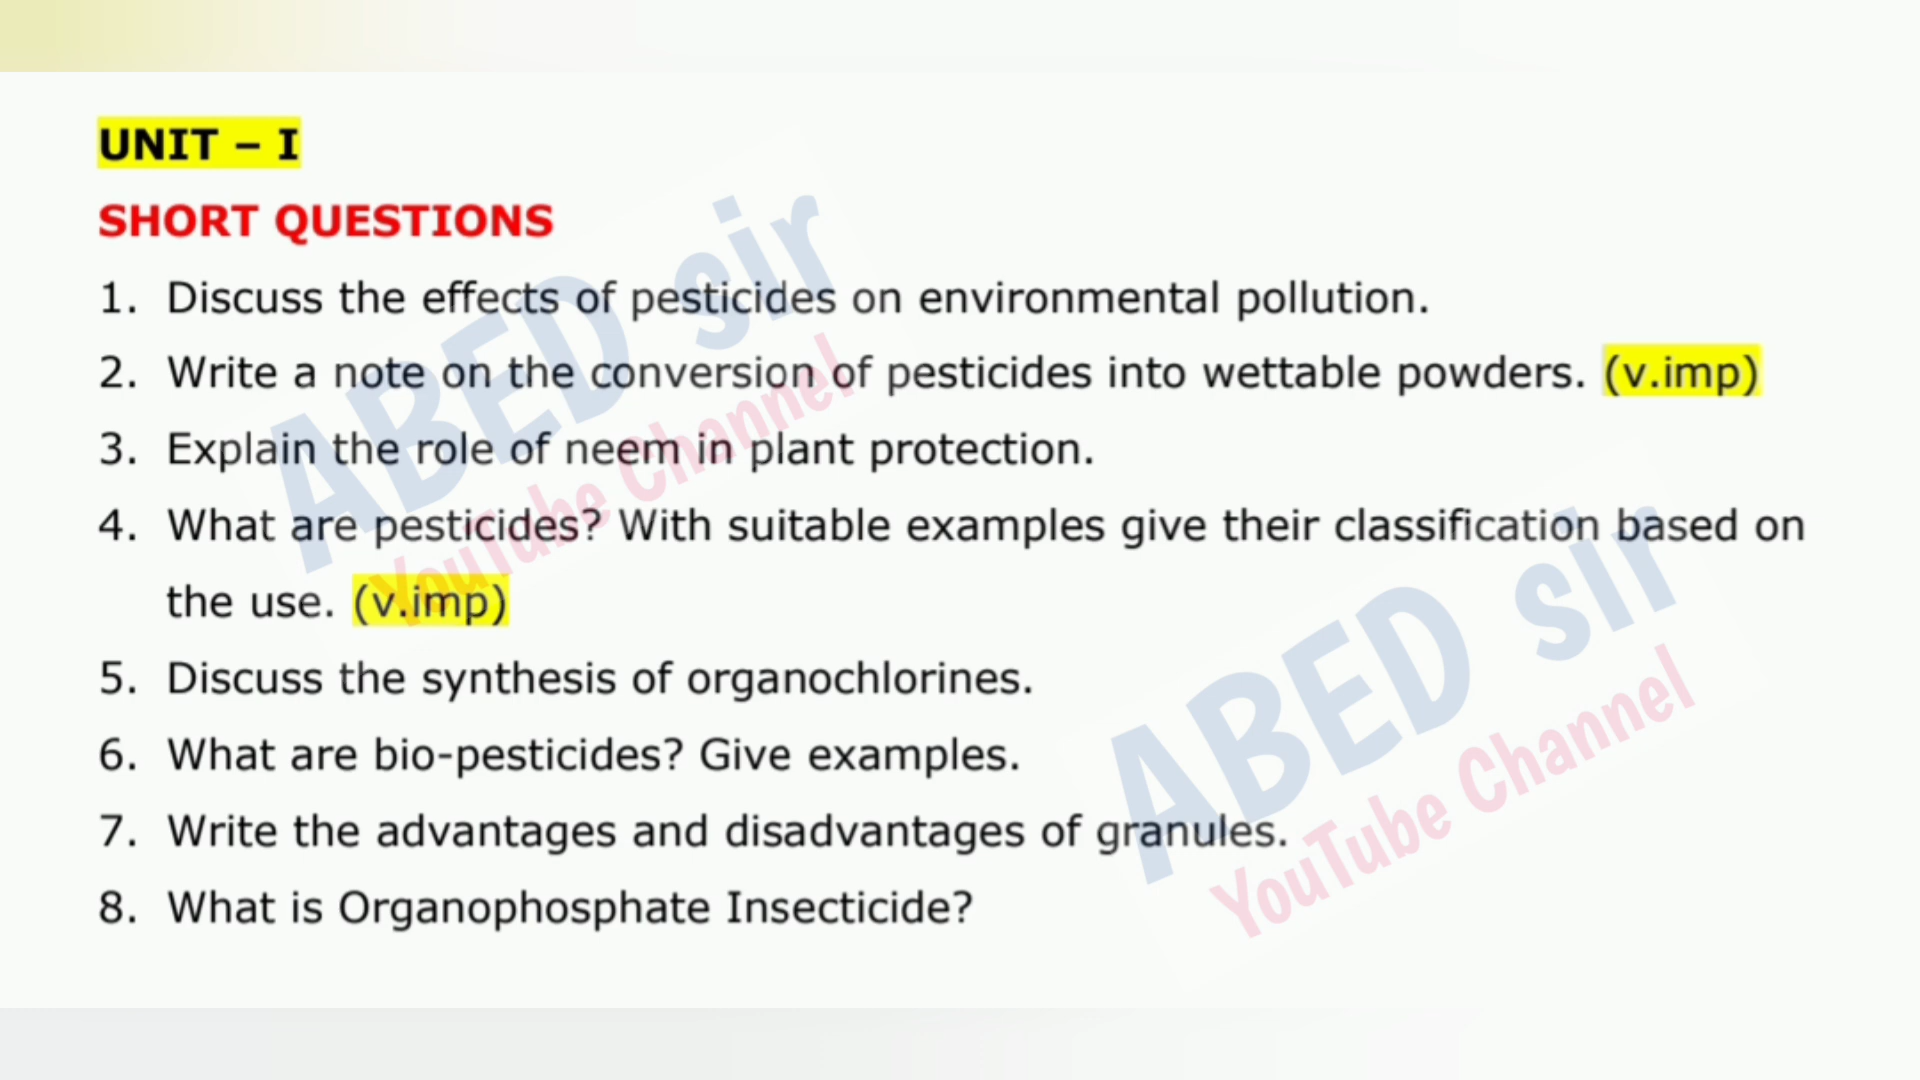 UNIT – I
SHORT QUESTIONS
1. Discuss the effects of pesticides on environmental pollution.
2. Write a note on the conversion of pesticides into wettable powders. (v.imp)
3. Explain the role of neem in plant protection.
4. What are pesticides? With suitable examples give their classification based on
the use. (v.imp)
5. Discuss the synthesis of organochlorines.
6. What are bio-pesticides? Give examples.
7. Write the advantages and disadvantages of granules.
8. What is Organophosphate Insecticide?
ABED sir
YouTube Channel
ABED sir
YouTube Channel